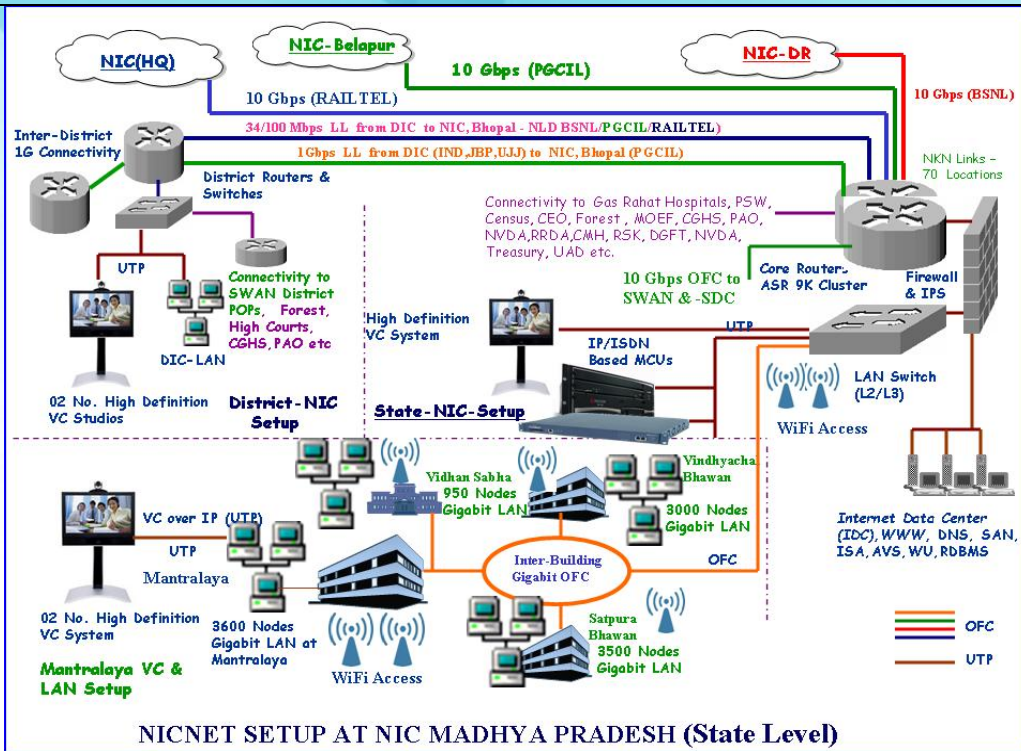 NIC(HQ)
NIC-Belapur
NIC-DR
10 Gbps (PGCIL)
10 Gbps (RAILTEL)
10 Gbps (BSNL)
34/100 Mbps LL from DIC to NIC, Bhopal - NLD BSNL/PGCIL/RAILTEL)
1Gbps LL from DIC (IND,JBP,UJJ) to NIC, Bhopal (PGCIL)
Inter-District
1G Connectivity
District Routers &
Switches
NKN Links –
70 Locations
Connectivity to Gas Rahat Hospitals, PSW,
Census, CEO, Forest , MOEF, CGHS, PAO,
NVDA,RRDA,CMH, RSK, DGFT, NVDA,
Treasury, UAD etc.
UTP
Connectivity to
SWAN District
POPs, Forest,
High Courts,
CGHS,PAO etc
DIC-LAN
02 No. High Definition
VC Studios
District-NIC
Setup
10 Gbps OFC to
SWAN & -SDC
Core Routers
ASR 9K Cluster
Firewall
& IPS
High Definition
VC System
UTP
IP/ISDN
Based MCUs
State-NIC-Setup
LAN Switch
(L2/L3)
WiFi Access
Vidhan Sabha
950 Nodes
Gigabit LAN
Vindhyachal
Bhawan
3000 Nodes
Gigabit LAN
Internet Data Center
(IDC), WWW, DNS, SAN,
ISA, AVS, WU, RDBMS
VC over IP (UTP)
UTP
Mantralaya
Inter-Building
Gigabit OFC
OFC
02 No. High Definition
VC System
3600 Nodes
Gigabit LAN at
Mantralaya
WiFi Access
Satpura
Bhawan
3500 Nodes
Gigabit LAN
Mantralaya VC &
LAN Setup
OFC
UTP
NICNET SETUP AT NIC MADHYA PRADESH (State Level)